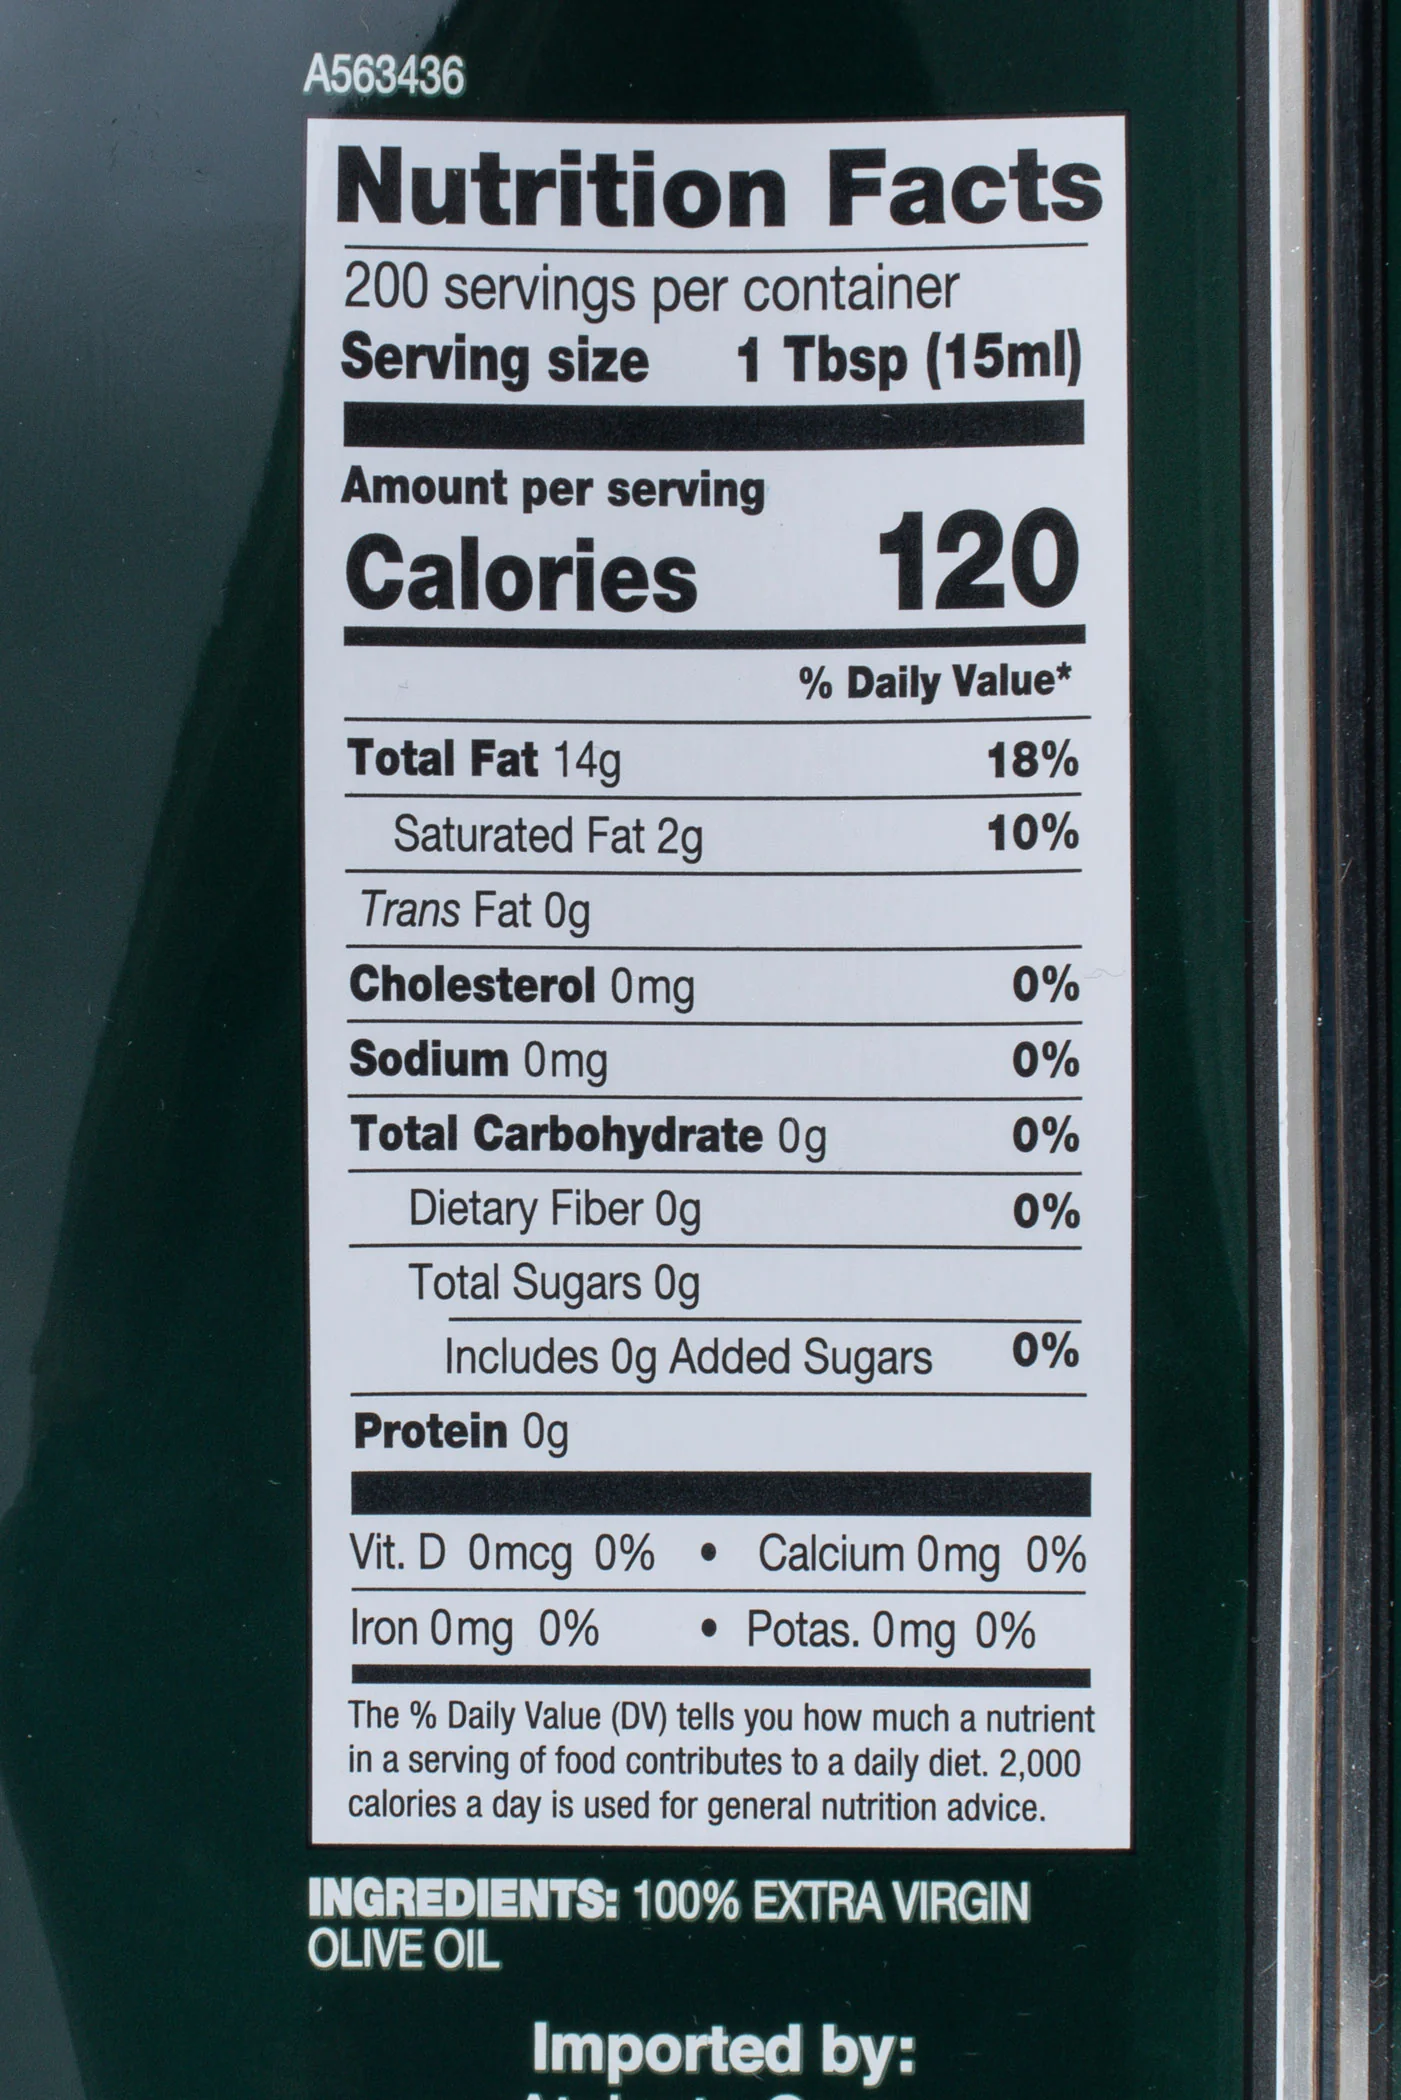 A563436
Nutrition Facts
200 servings per container
Serving size 1 Tbsp (15ml)
Amount per serving
Calories 120
% Daily Value*
Total Fat 14g 18%
Saturated Fat 2g 10%
Trans Fat 0g
Cholesterol 0mg 0%
Sodium 0mg 0%
Total Carbohydrate 0g 0%
Dietary Fiber 0g 0%
Total Sugars 0g
Includes 0g Added Sugars 0%
Protein 0g
Vit. D 0mcg 0% • Calcium 0mg 0%
Iron 0mg 0% • Potas. 0mg 0%
The % Daily Value (DV) tells you how much a nutrient
in a serving of food contributes to a daily diet. 2,000
calories a day is used for general nutrition advice.
INGREDIENTS: 100% EXTRA VIRGIN
OLIVE OIL
Imported by: